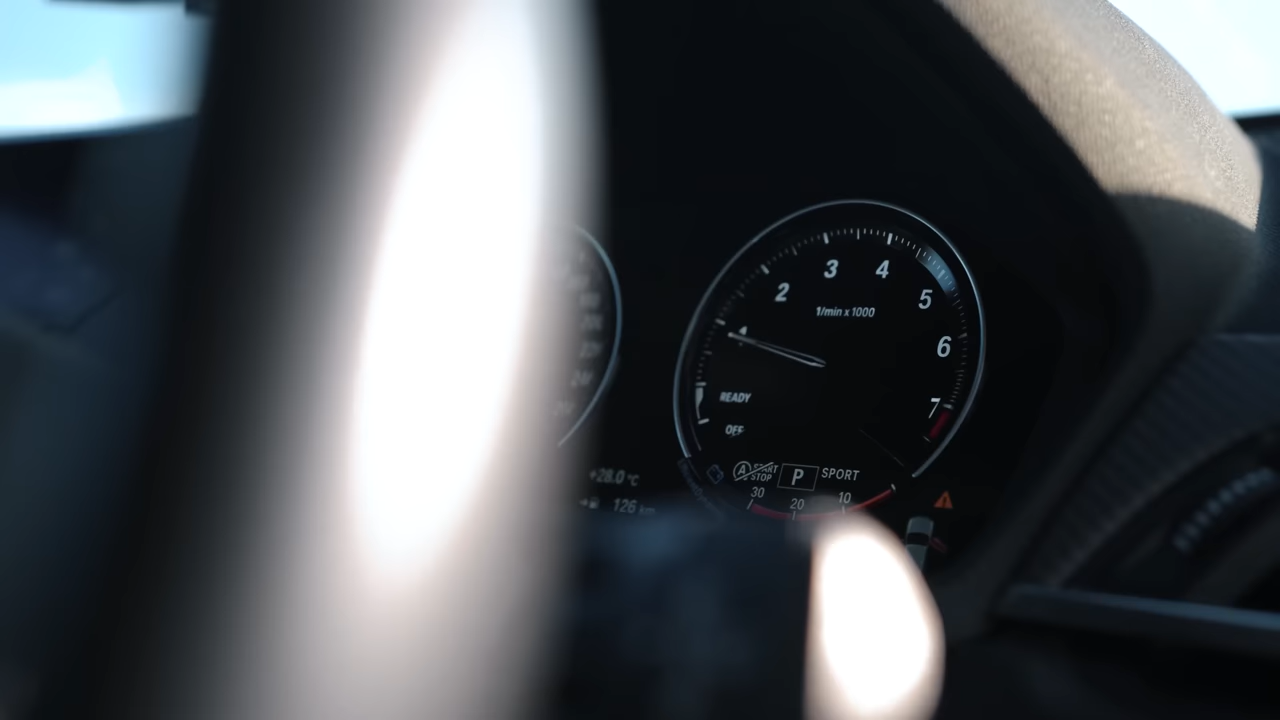 2 3 4 5 6 7
1/min x 1000
READY
OFF
START
STOP
A
P
SPORT
30 20 10
+28.0 °C
126 km